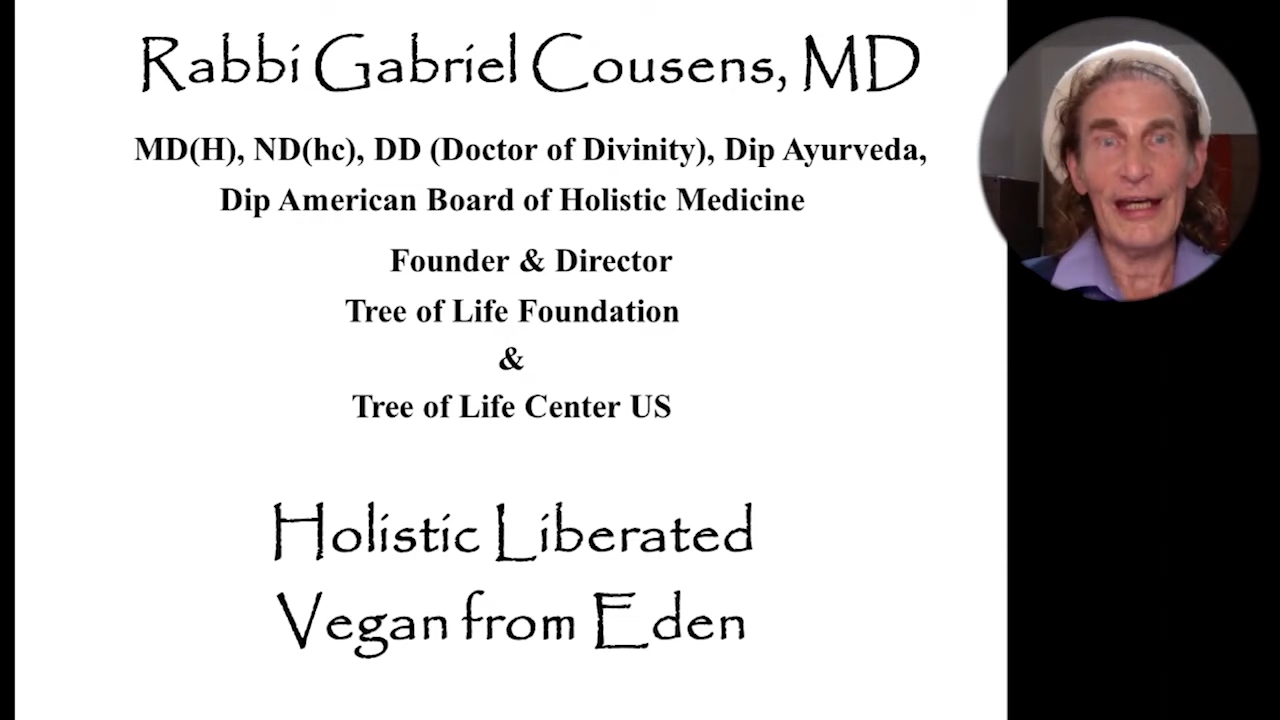 Rabbi Gabriel Cousens, MD
MD(H), ND(hc), DD (Doctor of Divinity), Dip Ayurveda,
Dip American Board of Holistic Medicine
Founder & Director
Tree of Life Foundation
&
Tree of Life Center US
Holistic Liberated
Vegan from Eden